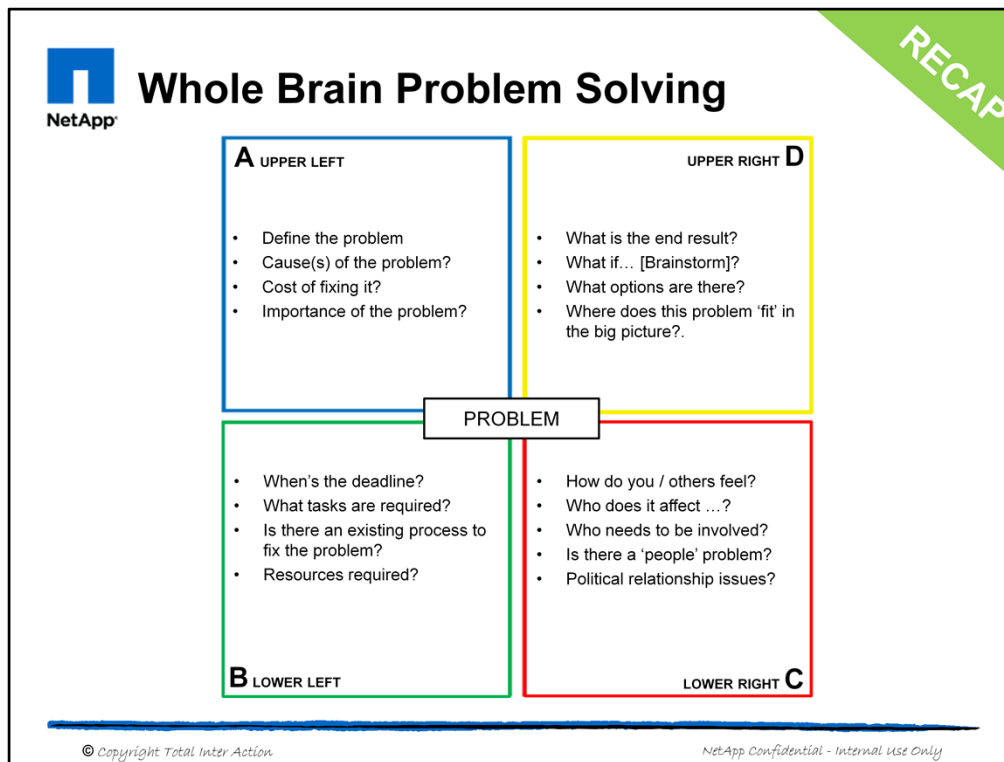 RECAP
NetApp
Whole Brain Problem Solving
A UPPER LEFT
• Define the problem
• Cause(s) of the problem?
• Cost of fixing it?
• Importance of the problem?
UPPER RIGHT D
• What is the end result?
• What if… [Brainstorm]?
• What options are there?
• Where does this problem ‘fit’ in
the big picture?.
PROBLEM
• When's the deadline?
• What tasks are required?
• Is there an existing process to
fix the problem?
• Resources required?
B LOWER LEFT
• How do you / others feel?
• Who does it affect …?
• Who needs to be involved?
• Is there a ‘people’ problem?
• Political relationship issues?
LOWER RIGHT C
© Copyright Total Inter Action
NetApp Confidential - Internal Use Only